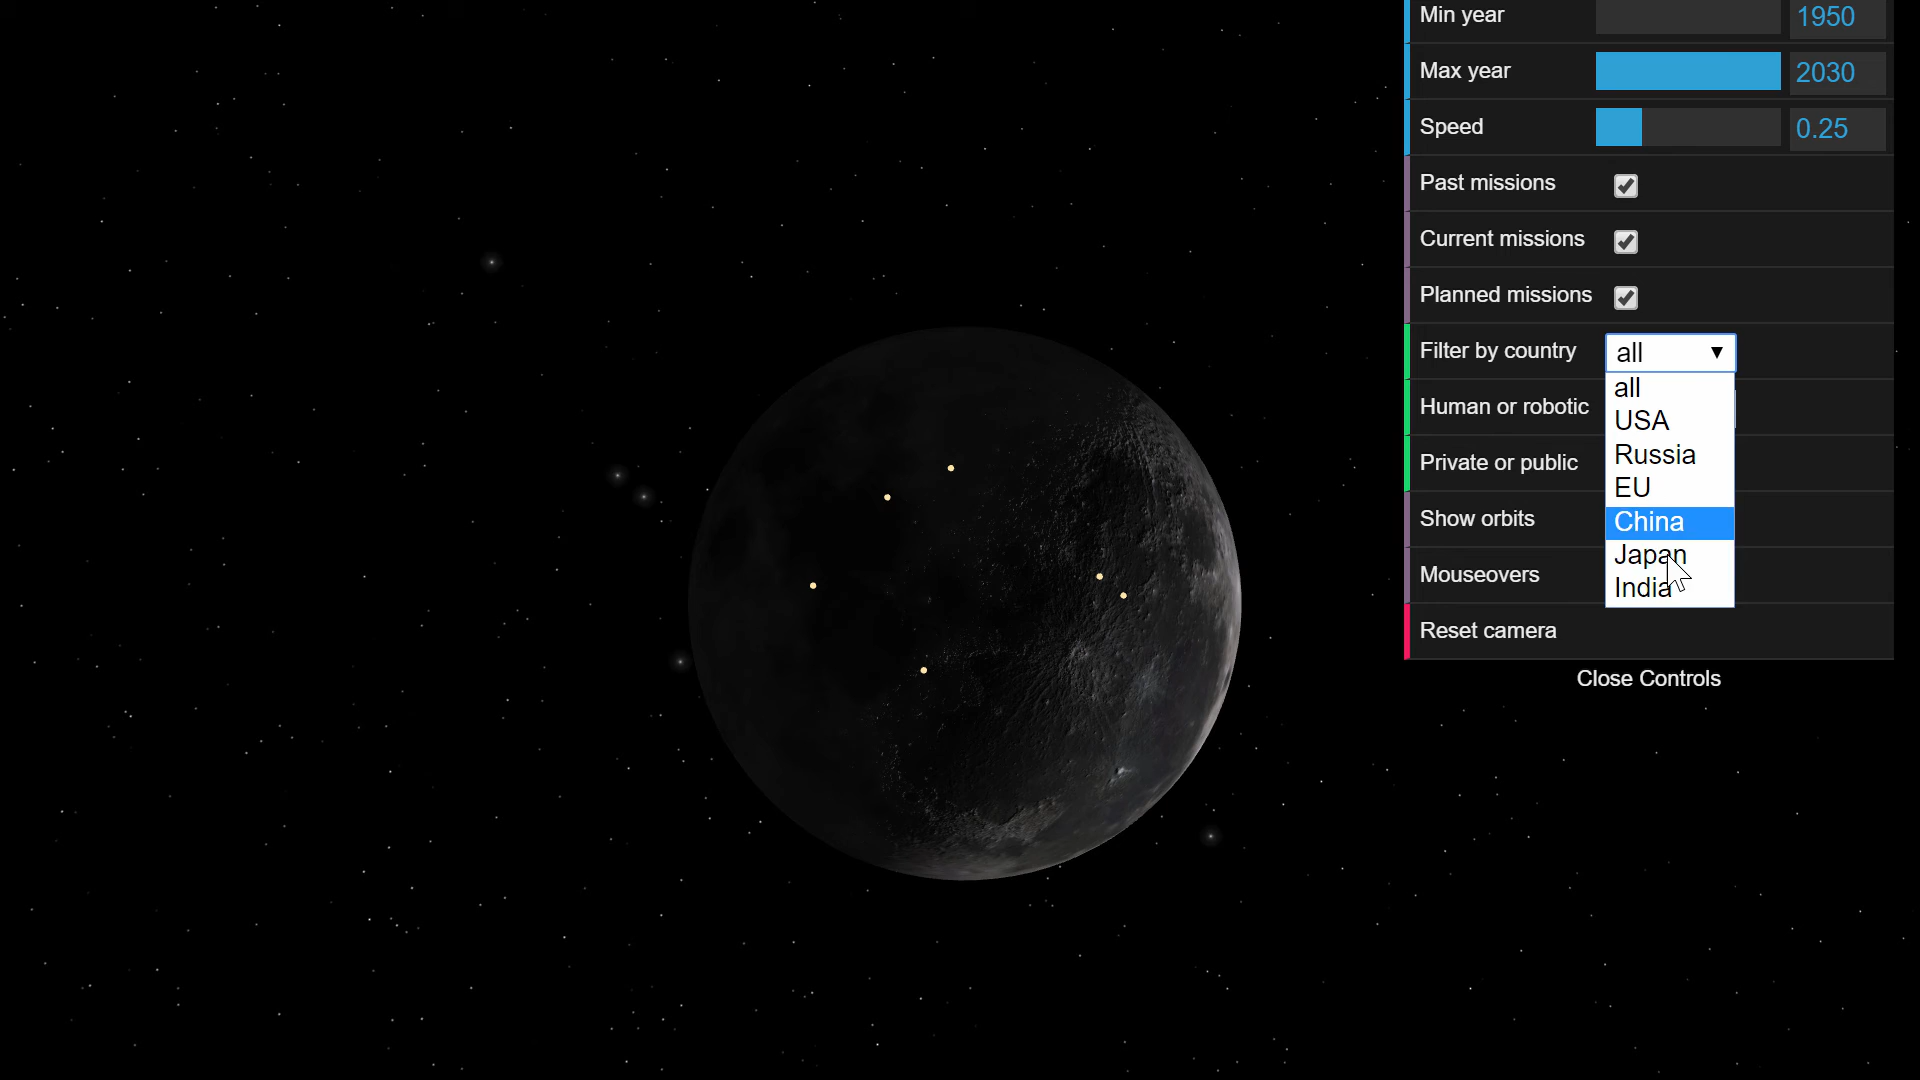 Min year 1950
Max year 2030
Speed 0.25
Past missions
Current missions
Planned missions
Filter by country all
all
USA
Human or robotic
Russia
Private or public
EU
Show orbits
China
Japan
Mouseovers
India
Reset camera
Close Controls